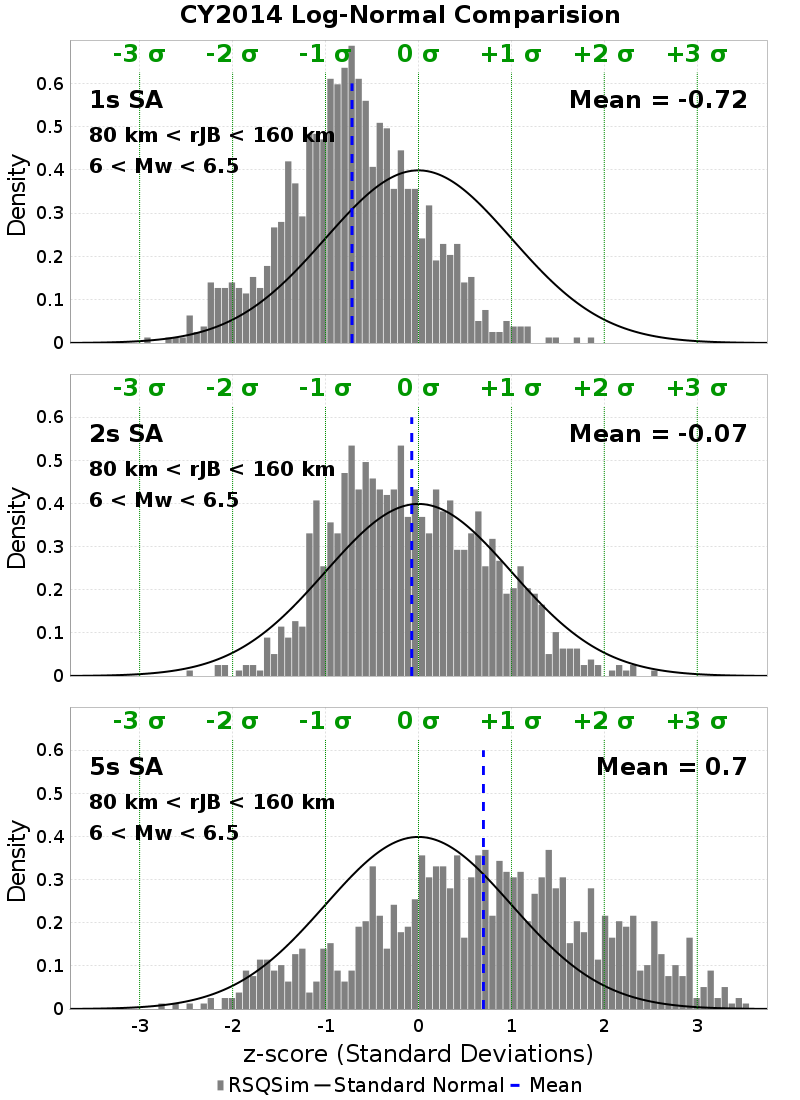 CY2014 Log-Normal Comparision
-3 σ -2 σ -1 σ 0 σ +1 σ +2 σ +3 σ
1s SA
Mean = -0.72
80 km < rJB < 160 km
6 < Mw < 6.5
0.6
0.5
0.4
0.3
0.2
0.1
0
Density
-3 σ -2 σ -1 σ 0 σ +1 σ +2 σ +3 σ
2s SA
Mean = -0.07
80 km < rJB < 160 km
6 < Mw < 6.5
0.6
0.5
0.4
0.3
0.2
0.1
0
Density
-3 σ -2 σ -1 σ 0 σ +1 σ +2 σ +3 σ
5s SA
Mean = 0.7
80 km < rJB < 160 km
6 < Mw < 6.5
0.6
0.5
0.4
0.3
0.2
0.1
0
Density
-3 -2 -1 0 1 2 3
z-score (Standard Deviations)
RSQSim Standard Normal Mean